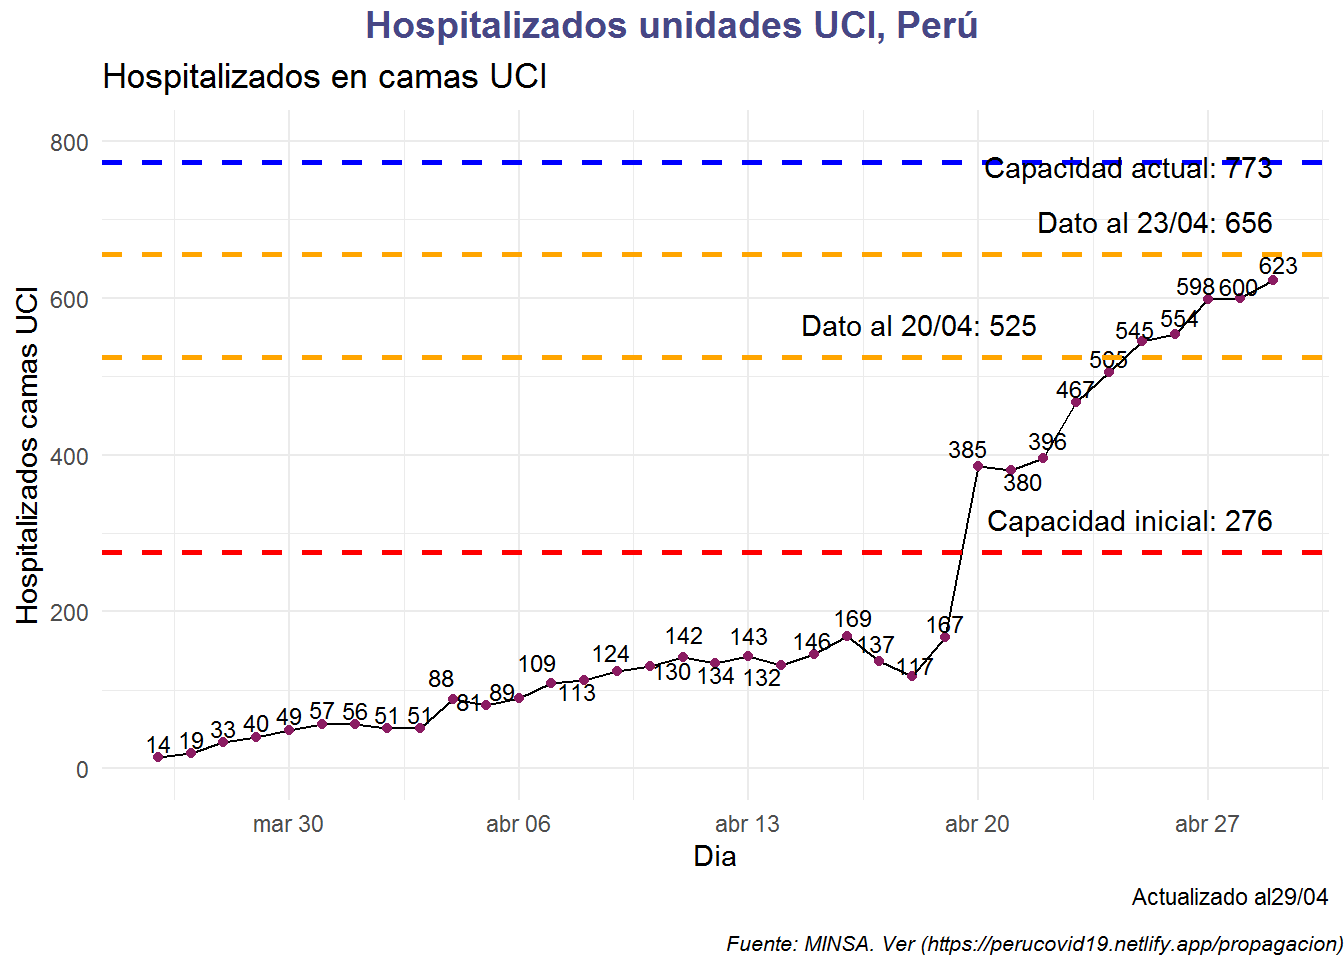 Hospitalizados unidades UCI, Perú
Hospitalizados en camas UCI
Hospitalizados camas UCI
800
600
400
200
0
Capacidad actual: 773
Dato al 23/04: 656
Dato al 20/04: 525
Capacidad inicial: 276
14
19
33
40
49
57
56
51
51
88
81
89
109
113
124
130
142
134
143
132
146
169
137
117
167
385
380
396
467
505
545
554
598
600
623
mar 30
abr 06
abr 13
abr 20
abr 27
Dia
Actualizado al29/04
Fuente: MINSA. Ver (https://perucovid19.netlify.app/propagacion)